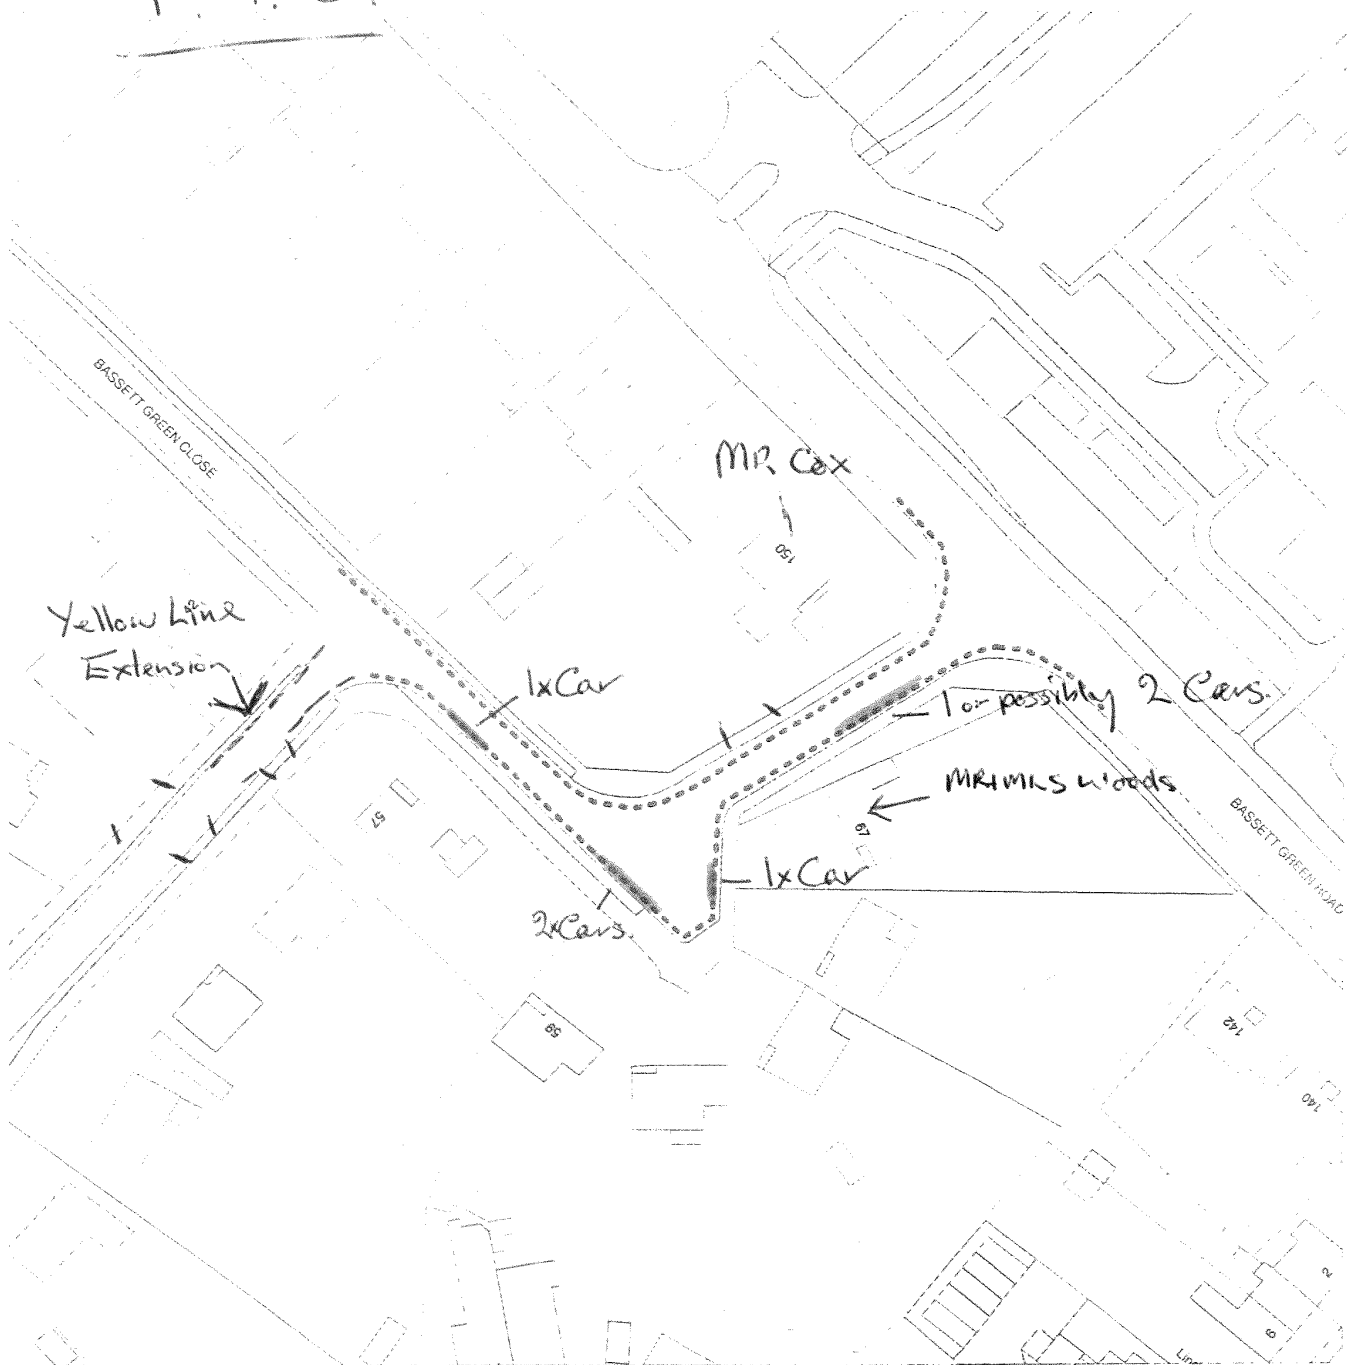 BASSETT GREEN CLOSE
MR Cox
150
Yellow Line
Extension
1xCar
1 or possibly 2 Cars.
MR+MRS Woods
67
57
BASSETT GREEN ROAD
1xCar
2xCars.
59
142
140
2
6